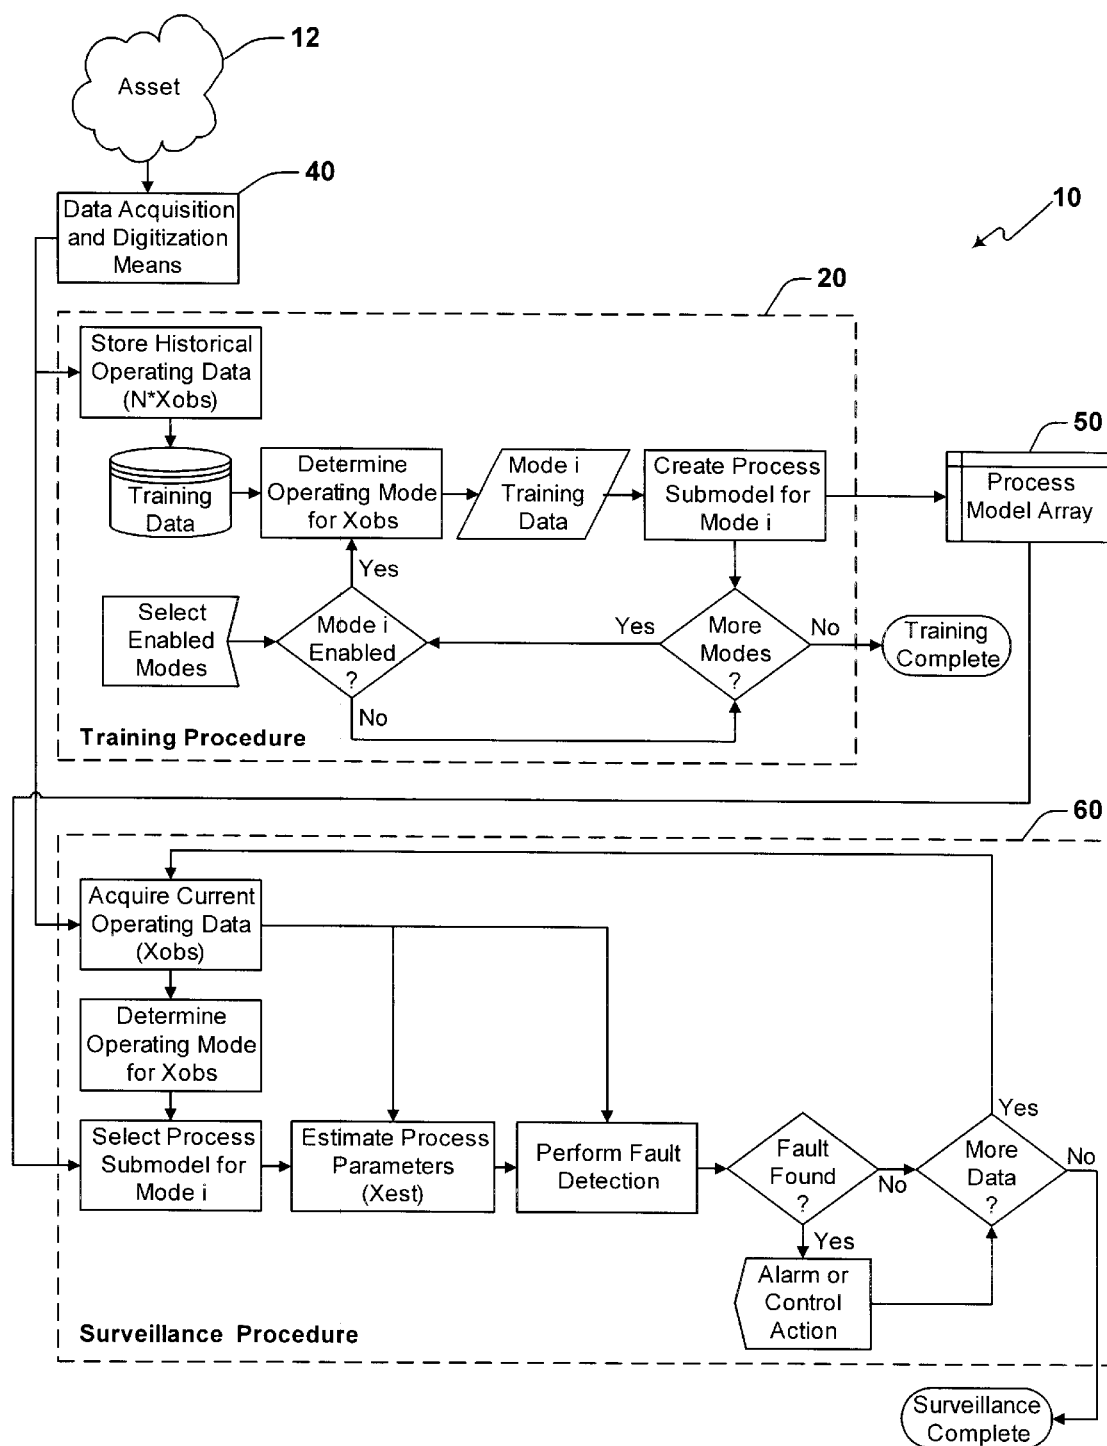 12
Asset
40
Data Acquisition
and Digitization
Means
10
20
Store Historical
Operating Data
(N*Xobs)
50
Training
Data
Determine
Operating Mode
for Xobs
Mode i
Training
Data
Create Process
Submodel for
Mode i
Process
Model Array
Yes
Select
Enabled
Modes
Mode i
Enabled
?
Yes
More
Modes
?
No
Training
Complete
No
Training Procedure
60
Acquire Current
Operating Data
(Xobs)
Determine
Operating Mode
for Xobs
Select Process
Submodel for
Mode i
Estimate Process
Parameters
(Xest)
Perform Fault
Detection
Fault
Found
?
No
Yes
More
Data
?
No
Yes
Alarm or
Control
Action
Surveillance Procedure
Surveillance
Complete